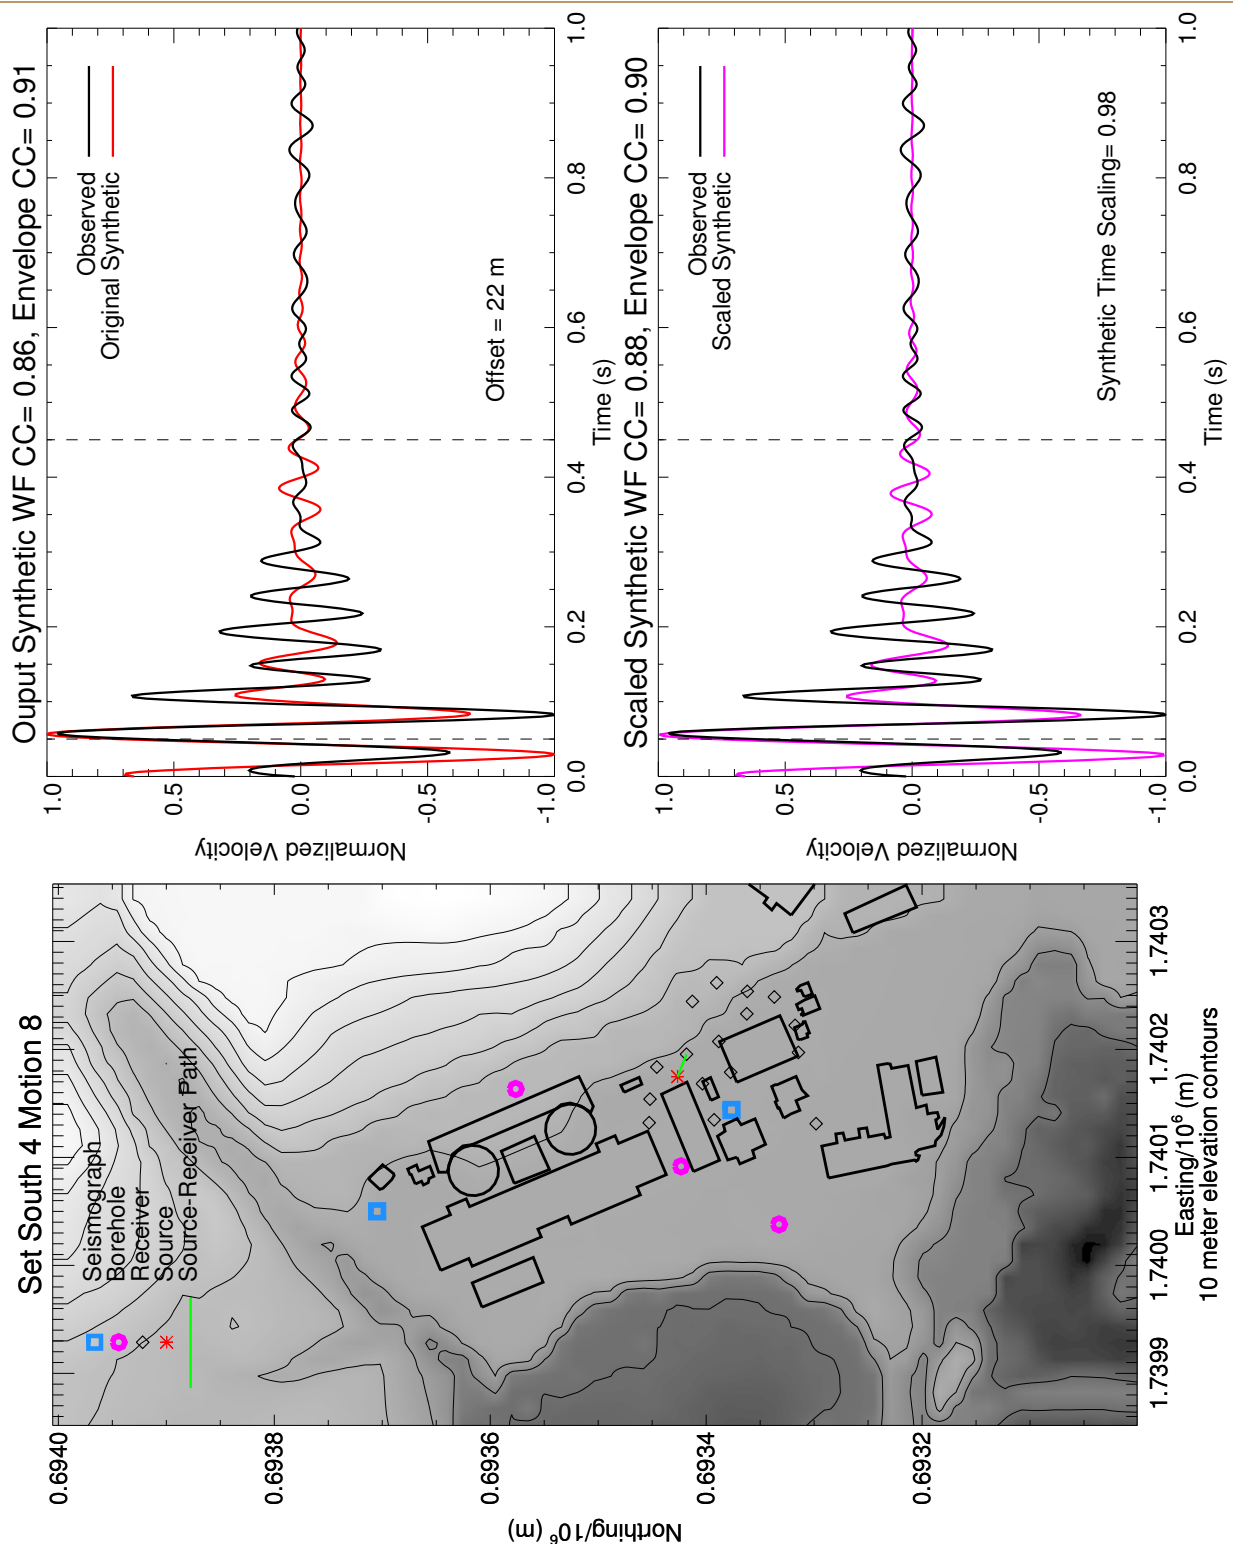 Set South 4 Motion 8
Seismograph
Borehole
Receiver
Source
Source-Receiver Path
0.6940
0.6938
0.6936
0.6934
0.6932
Northing/10⁶ (m)
1.7399
1.7400
1.7401
1.7402
1.7403
Easting/10⁶ (m)
10 meter elevation contours
Ouput Synthetic WF CC= 0.86, Envelope CC= 0.91
Observed
Original Synthetic
Offset = 22 m
1.0
0.5
0.0
-0.5
-1.0
Normalized Velocity
0.0
0.2
0.4
0.6
0.8
1.0
Time (s)
Scaled Synthetic WF CC= 0.88, Envelope CC= 0.90
Observed
Scaled Synthetic
Synthetic Time Scaling= 0.98
1.0
0.5
0.0
-0.5
-1.0
Normalized Velocity
0.0
0.2
0.4
0.6
0.8
1.0
Time (s)